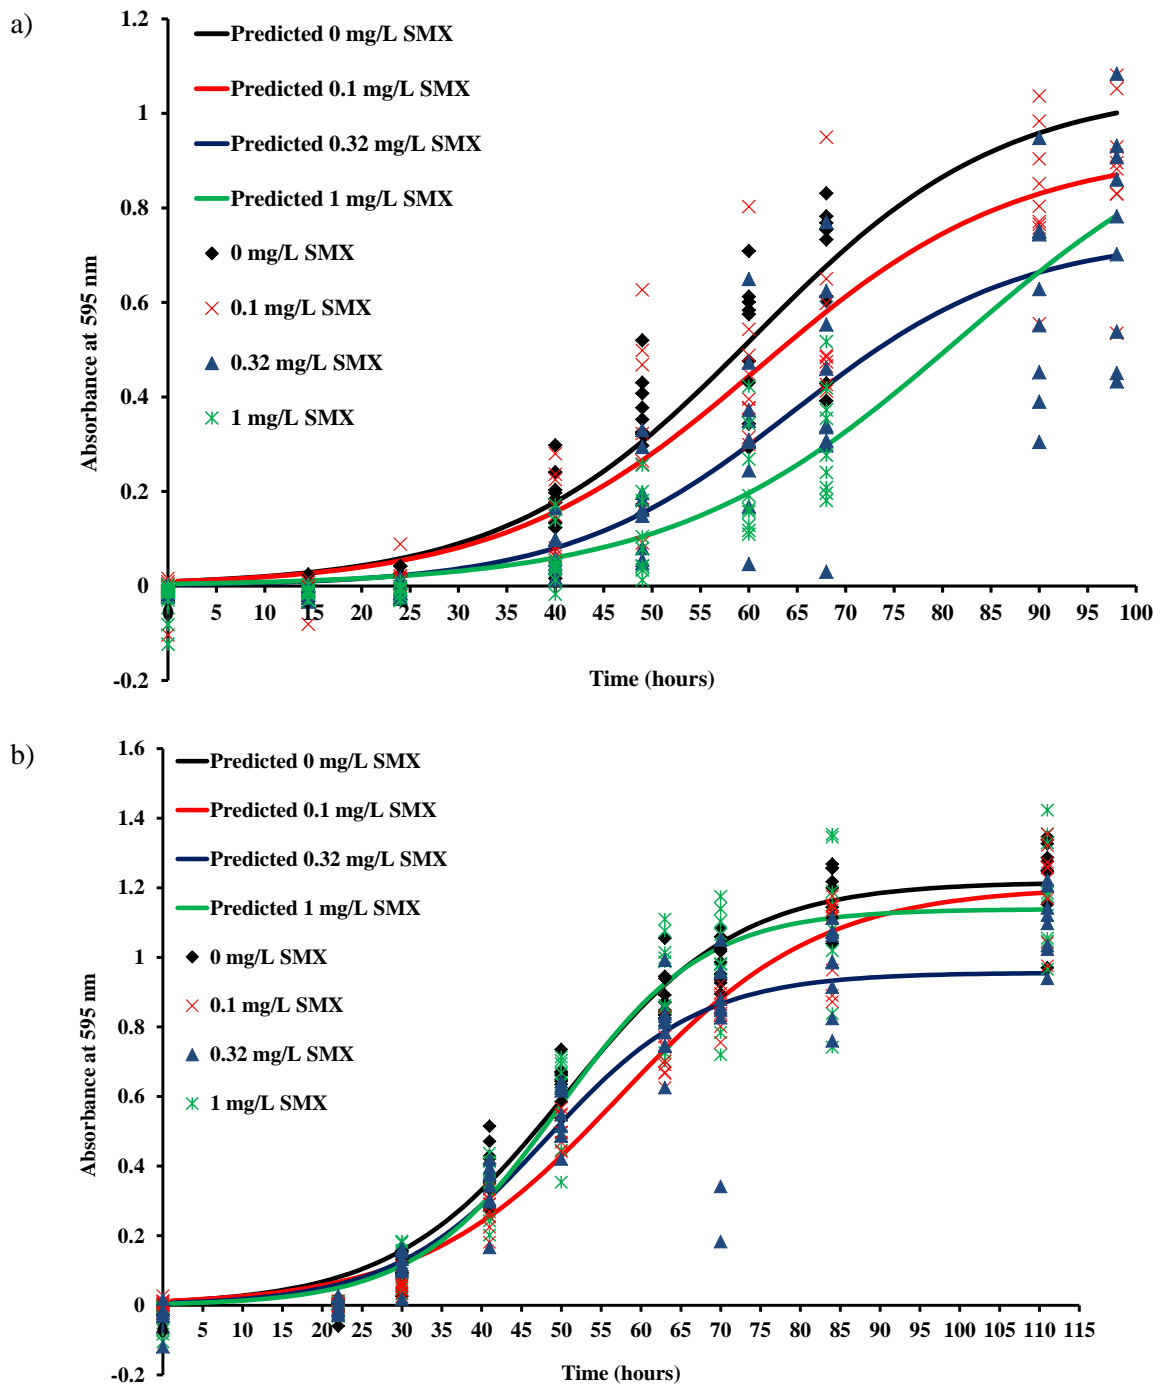 a)
1.2
1
0.8
0.6
0.4
0.2
0
-0.2
Absorbance at 595 nm
Predicted 0 mg/L SMX
Predicted 0.1 mg/L SMX
Predicted 0.32 mg/L SMX
Predicted 1 mg/L SMX
0 mg/L SMX
0.1 mg/L SMX
0.32 mg/L SMX
1 mg/L SMX
0 5 10 15 20 25 30 35 40 45 50 55 60 65 70 75 80 85 90 95 100
Time (hours)
b)
1.6
1.4
1.2
1
0.8
0.6
0.4
0.2
0
-0.2
Absorbance at 595 nm
Predicted 0 mg/L SMX
Predicted 0.1 mg/L SMX
Predicted 0.32 mg/L SMX
Predicted 1 mg/L SMX
0 mg/L SMX
0.1 mg/L SMX
0.32 mg/L SMX
1 mg/L SMX
0 5 10 15 20 25 30 35 40 45 50 55 60 65 70 75 80 85 90 95 100 105 110 115
Time (hours)